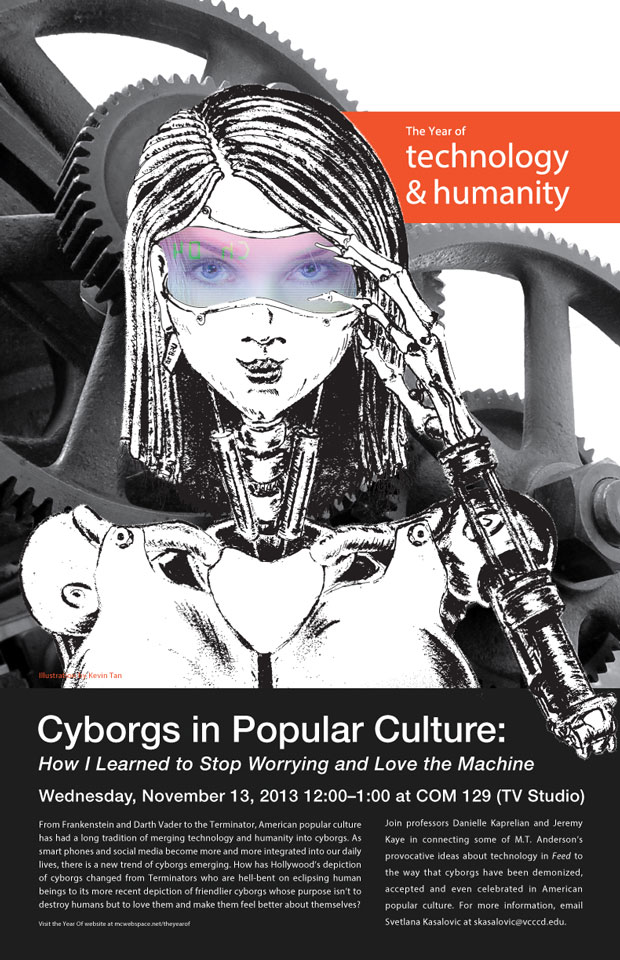 The Year of
technology
& humanity
Kevin Tan
Cyborgs in Popular Culture:
How I Learned to Stop Worrying and Love the Machine
Wednesday, November 13, 2013 12:00–1:00 at COM 129 (TV Studio)
From Frankenstein and Darth Vader to the Terminator, American popular culture
has had a long tradition of merging technology and humanity into cyborgs. As
smart phones and social media become more and more integrated into our daily
lives, there is a new trend of cyborgs emerging. How has Hollywood’s depiction
of cyborgs changed from Terminators who are hell-bent on eclipsing human
beings to its more recent depiction of friendlier cyborgs whose purpose isn’t to
destroy humans but to love them and make them feel better about themselves?
Visit the Year Of website at mcwebspace.net/theyearof
Join professors Danielle Kaprelian and Jeremy
Kaye in connecting some of M.T. Anderson’s
provocative ideas about technology in Feed to
the way that cyborgs have been demonized,
accepted and even celebrated in American
popular culture. For more information, email
Svetlana Kasalovic at skasalovic@vcccd.edu.